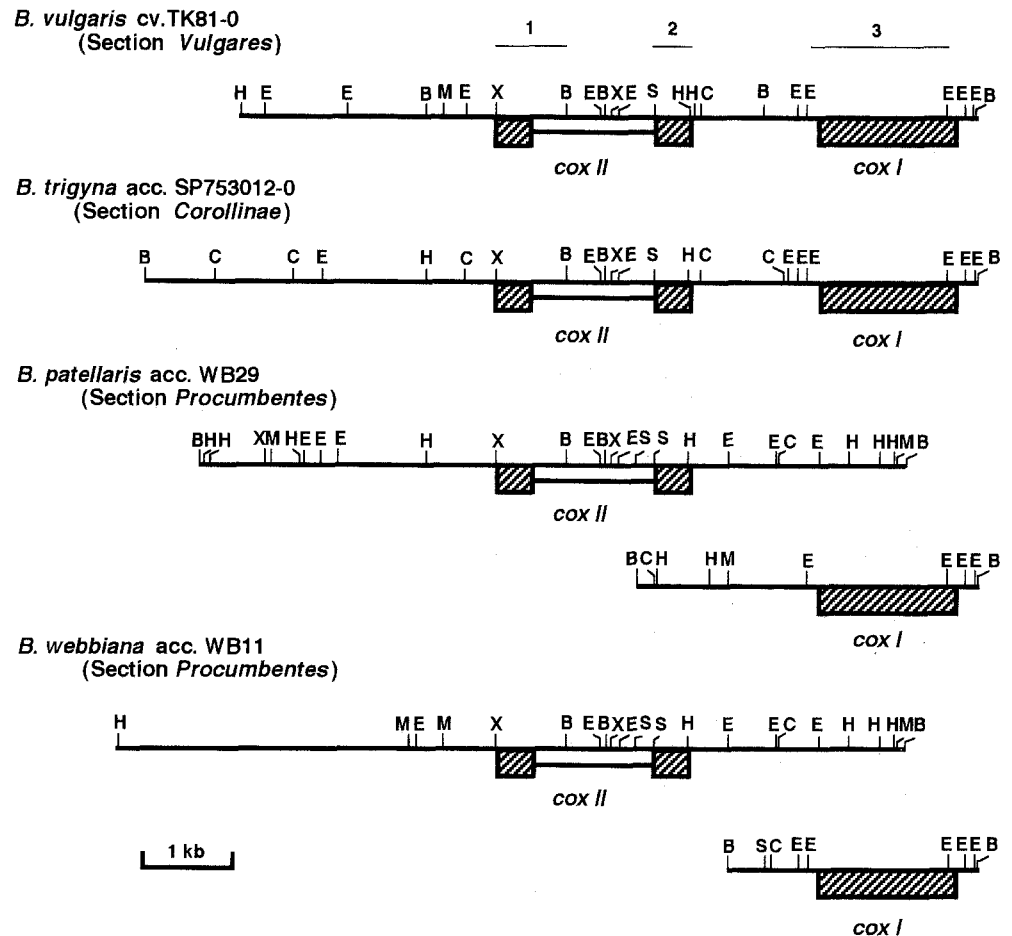 B. vulgaris cv.TK81-0
(Section Vulgares)
1 2 3
H E E B M E X B E B X E S H H C B E E E E E B
cox II cox I
B. trigyna acc. SP753012-0
(Section Corollinae)
B C C E H C X B E B X E S H C C E E E E E E B
cox II cox I
B. patellaris acc. WB29
(Section Procumbentes)
B H H X M H E E E H X B E B X E S S H E E C E H H H M B
cox II
B C H H M E E E E B
cox I
B. webbiana acc. WB11
(Section Procumbentes)
H M E M X B E B X E S S H E E C E H H H M B
cox II
1 kb
B S C E E E E E B
cox I